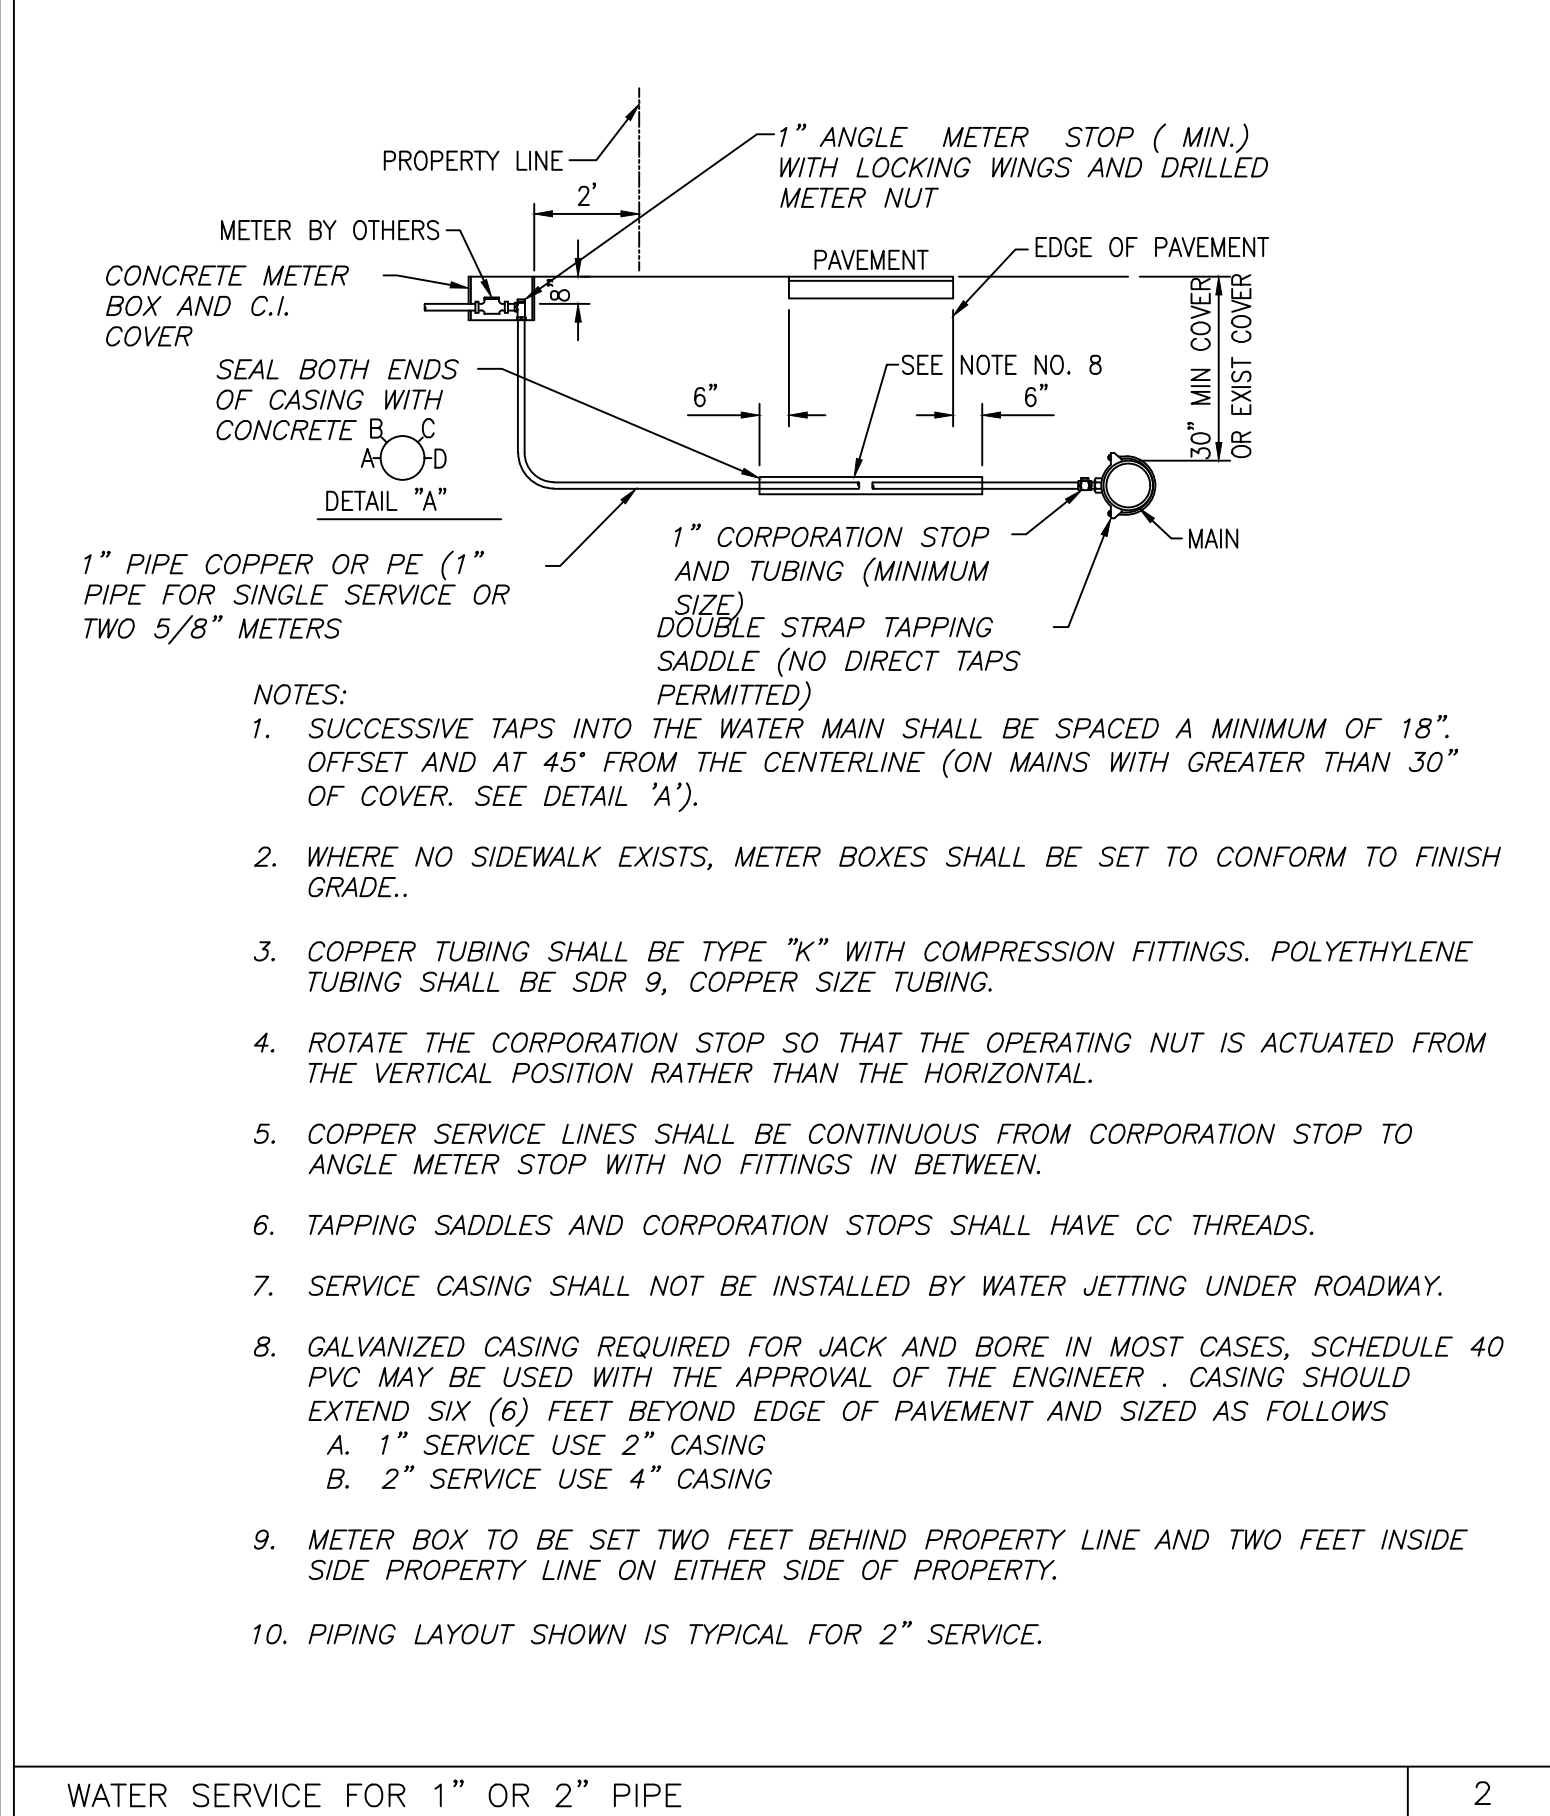 PROPERTY LINE
2'
1" ANGLE METER STOP ( MIN.)
WITH LOCKING WINGS AND DRILLED
METER NUT
METER BY OTHERS
CONCRETE METER
BOX AND C.I.
COVER
8"
PAVEMENT
EDGE OF PAVEMENT
30" MIN COVER
OR EXIST COVER
SEAL BOTH ENDS
OF CASING WITH
CONCRETE
SEE NOTE NO. 8
6"
6"
B C
A D
DETAIL "A"
1" PIPE COPPER OR PE (1"
PIPE FOR SINGLE SERVICE OR
TWO 5/8" METERS
1" CORPORATION STOP
AND TUBING (MINIMUM
SIZE)
MAIN
DOUBLE STRAP TAPPING
SADDLE (NO DIRECT TAPS
PERMITTED)
NOTES:
1. SUCCESSIVE TAPS INTO THE WATER MAIN SHALL BE SPACED A MINIMUM OF 18".
OFFSET AND AT 45° FROM THE CENTERLINE (ON MAINS WITH GREATER THAN 30"
OF COVER. SEE DETAIL 'A').
2. WHERE NO SIDEWALK EXISTS, METER BOXES SHALL BE SET TO CONFORM TO FINISH
GRADE..
3. COPPER TUBING SHALL BE TYPE "K" WITH COMPRESSION FITTINGS. POLYETHYLENE
TUBING SHALL BE SDR 9, COPPER SIZE TUBING.
4. ROTATE THE CORPORATION STOP SO THAT THE OPERATING NUT IS ACTUATED FROM
THE VERTICAL POSITION RATHER THAN THE HORIZONTAL.
5. COPPER SERVICE LINES SHALL BE CONTINUOUS FROM CORPORATION STOP TO
ANGLE METER STOP WITH NO FITTINGS IN BETWEEN.
6. TAPPING SADDLES AND CORPORATION STOPS SHALL HAVE CC THREADS.
7. SERVICE CASING SHALL NOT BE INSTALLED BY WATER JETTING UNDER ROADWAY.
8. GALVANIZED CASING REQUIRED FOR JACK AND BORE IN MOST CASES, SCHEDULE 40
PVC MAY BE USED WITH THE APPROVAL OF THE ENGINEER . CASING SHOULD
EXTEND SIX (6) FEET BEYOND EDGE OF PAVEMENT AND SIZED AS FOLLOWS
A. 1" SERVICE USE 2" CASING
B. 2" SERVICE USE 4" CASING
9. METER BOX TO BE SET TWO FEET BEHIND PROPERTY LINE AND TWO FEET INSIDE
SIDE PROPERTY LINE ON EITHER SIDE OF PROPERTY.
10. PIPING LAYOUT SHOWN IS TYPICAL FOR 2" SERVICE.
WATER SERVICE FOR 1" OR 2" PIPE
2